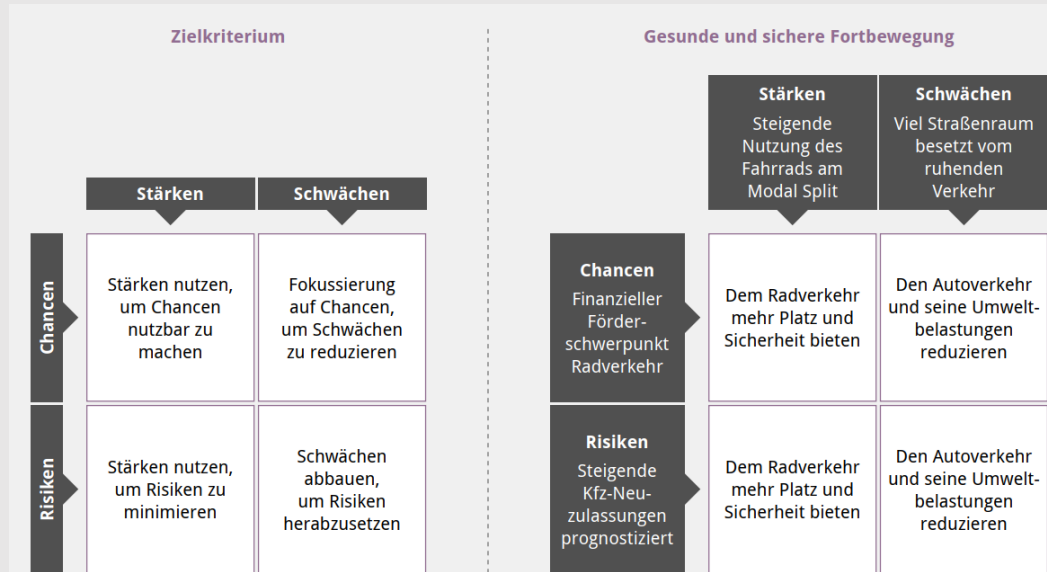 Zielkriterium
Stärken
Schwächen
Chancen
Stärken nutzen,
um Chancen
nutzbar zu
machen
Fokussierung
auf Chancen,
um Schwächen
zu reduzieren
Risiken
Stärken nutzen,
um Risiken zu
minimieren
Schwächen
abbauen,
um Risiken
herabzusetzen
Gesunde und sichere Fortbewegung
Stärken
Steigende
Nutzung des
Fahrrads am
Modal Split
Schwächen
Viel Straßenraum
besetzt vom
ruhenden
Verkehr
Chancen
Finanzieller
Förder-
schwerpunkt
Radverkehr
Dem Radverkehr
mehr Platz und
Sicherheit bieten
Den Autoverkehr
und seine Umwelt-
belastungen
reduzieren
Risiken
Steigende
Kfz-Neu-
zulassungen
prognostiziert
Dem Radverkehr
mehr Platz und
Sicherheit bieten
Den Autoverkehr
und seine Umwelt-
belastungen
reduzieren